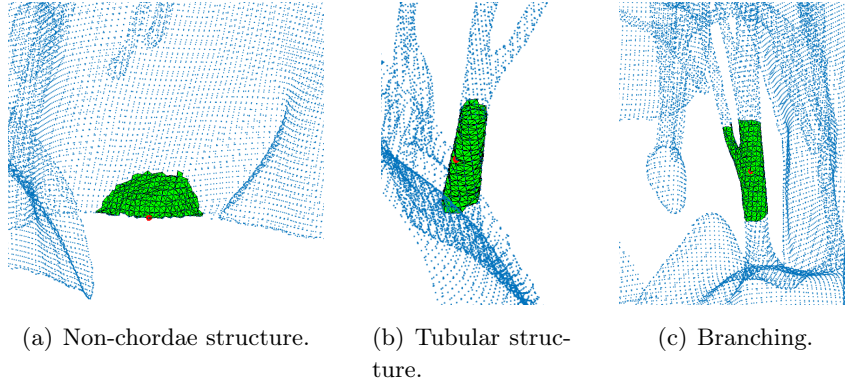 (a) Non-chordae structure.
(b) Tubular struc-
ture.
(c) Branching.